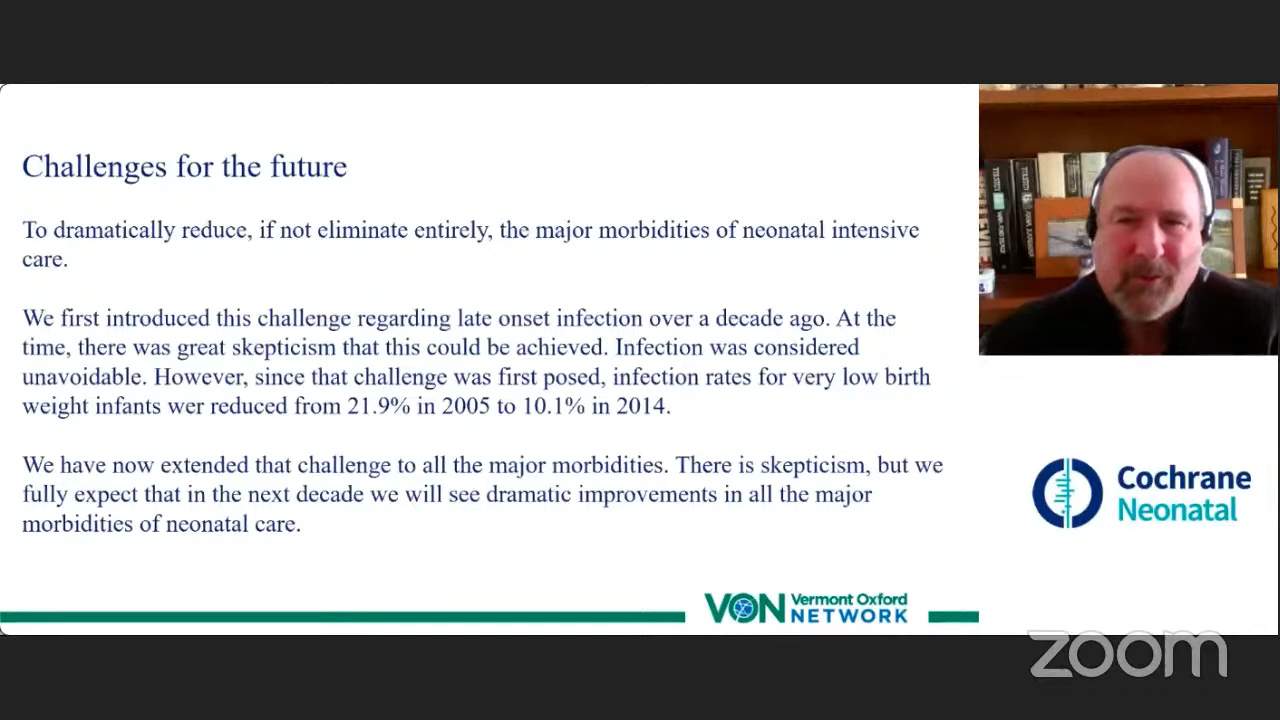 Challenges for the future
To dramatically reduce, if not eliminate entirely, the major morbidities of neonatal intensive
care.
We first introduced this challenge regarding late onset infection over a decade ago. At the
time, there was great skepticism that this could be achieved. Infection was considered
unavoidable. However, since that challenge was first posed, infection rates for very low birth
weight infants wer reduced from 21.9% in 2005 to 10.1% in 2014.
We have now extended that challenge to all the major morbidities. There is skepticism, but we
fully expect that in the next decade we will see dramatic improvements in all the major
morbidities of neonatal care.
Cochrane
Neonatal
VON Vermont Oxford
NETWORK
zoom